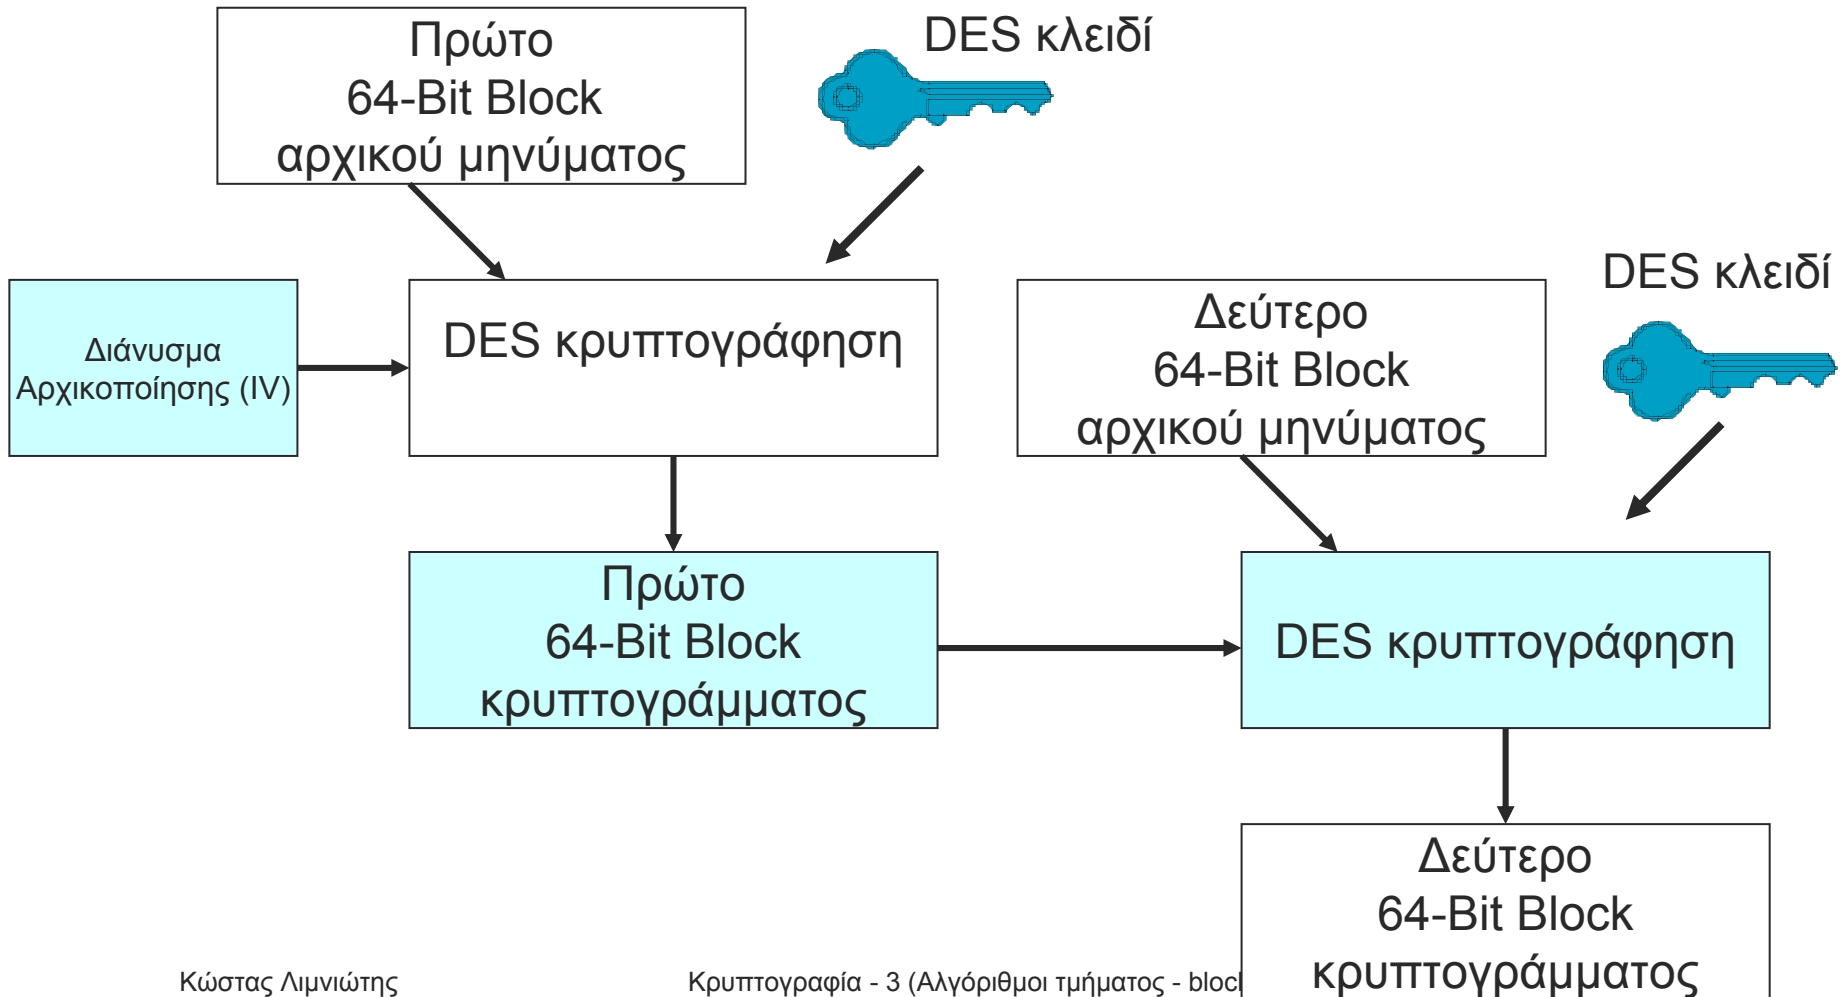 Πρώτο
64-Bit Block
αρχικού μηνύματος
DES κλειδί
Διάνυσμα
Αρχικοποίησης (IV)
DES κρυπτογράφηση
Δεύτερο
64-Bit Block
αρχικού μηνύματος
DES κλειδί
Πρώτο
64-Bit Block
κρυπτογράμματος
DES κρυπτογράφηση
Δεύτερο
64-Bit Block
κρυπτογράμματος
Κώστας Λιμνιώτης
Κρυπτογραφία - 3 (Αλγόριθμοι τμήματος - block